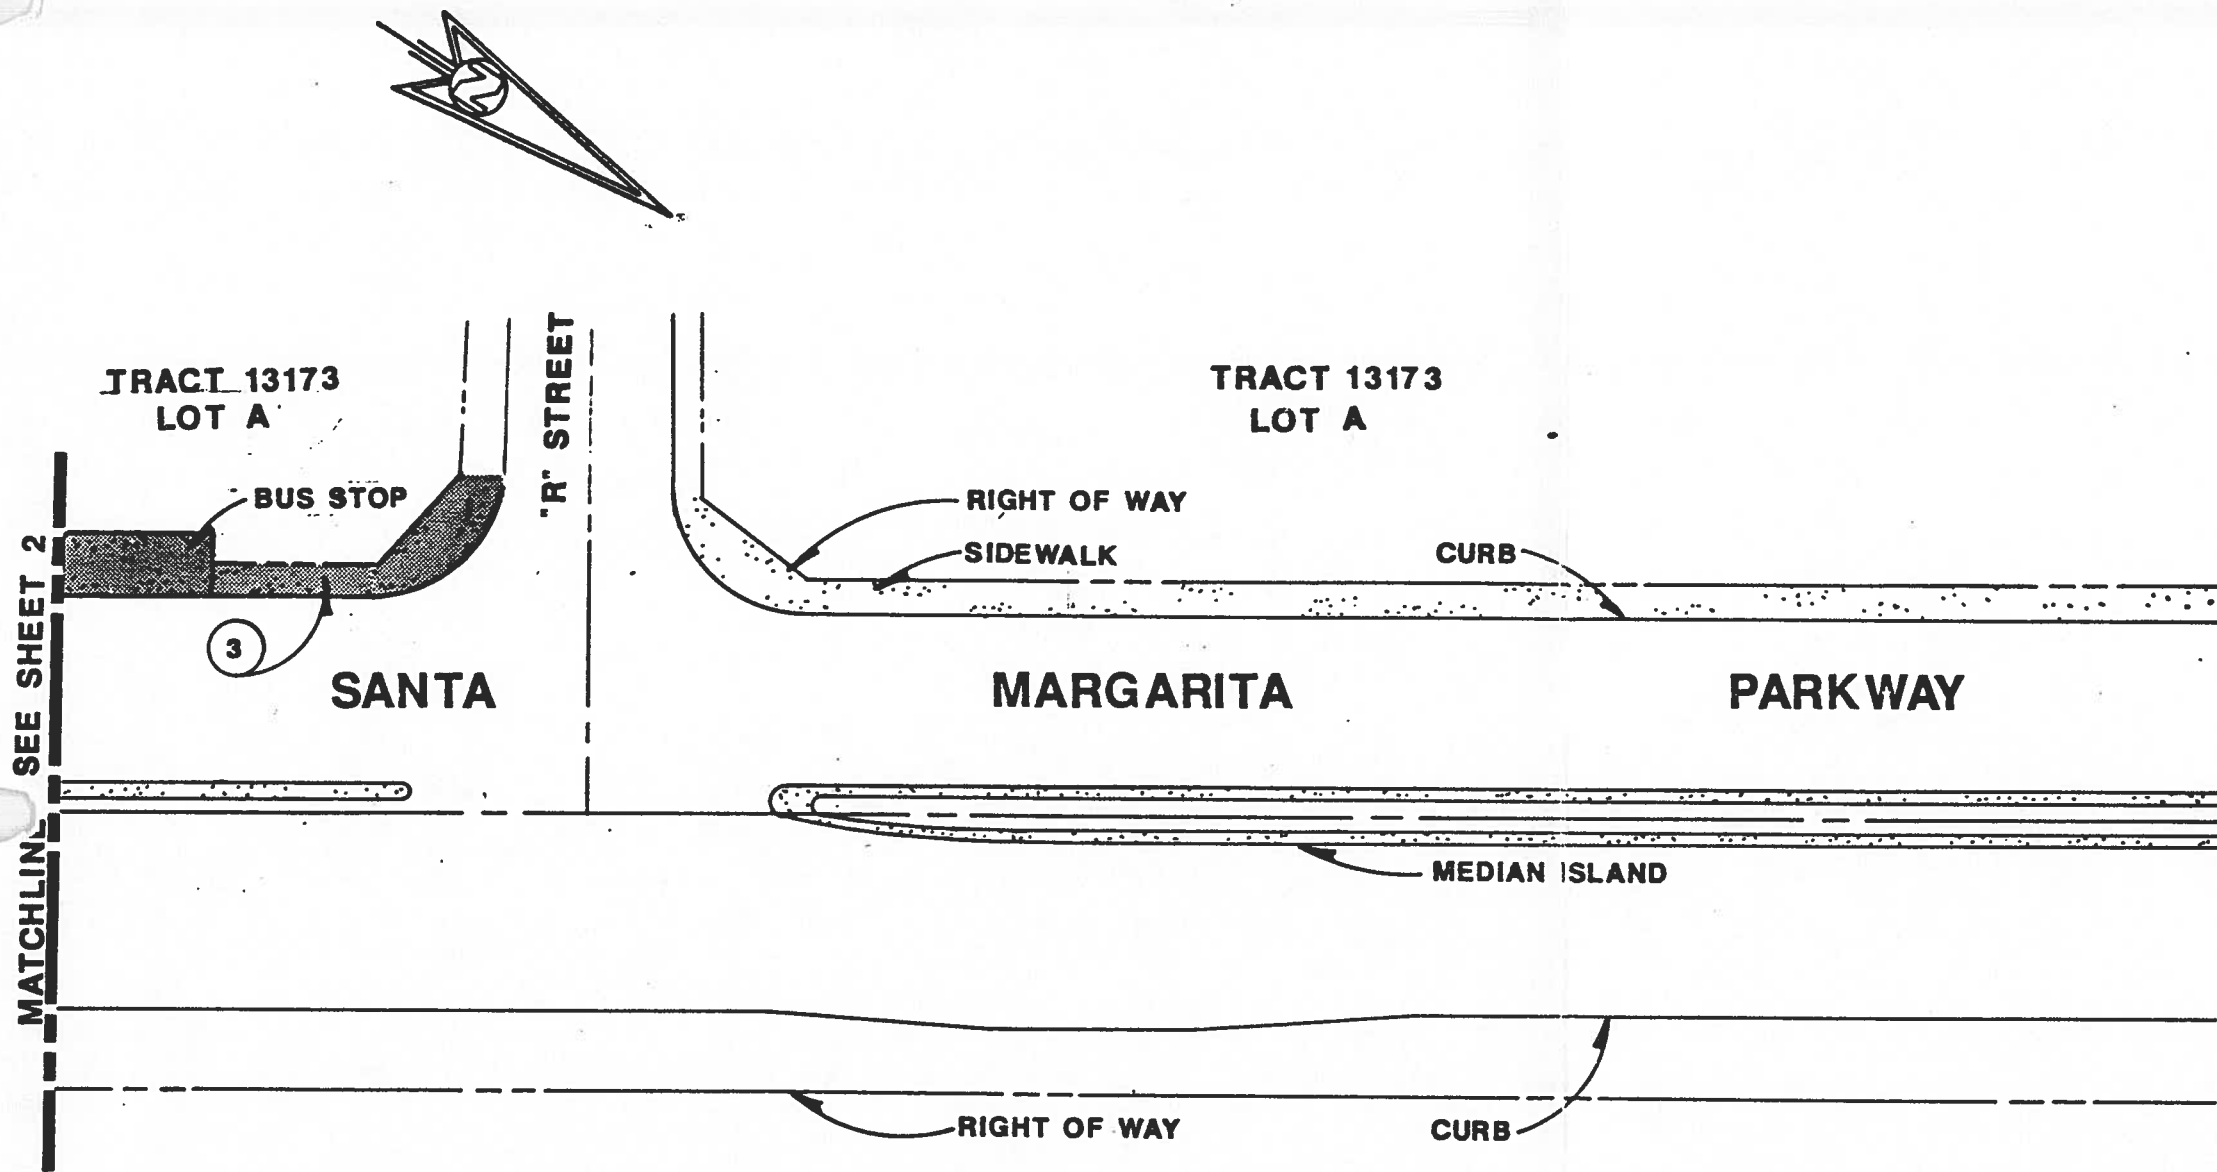 N
TRACT 13173
LOT A
"R" STREET
TRACT 13173
LOT A
BUS STOP
RIGHT OF WAY
SIDEWALK
CURB
3
SANTA MARGARITA PARKWAY
MATCHLINE SEE SHEET 2
MEDIAN ISLAND
RIGHT OF WAY
CURB